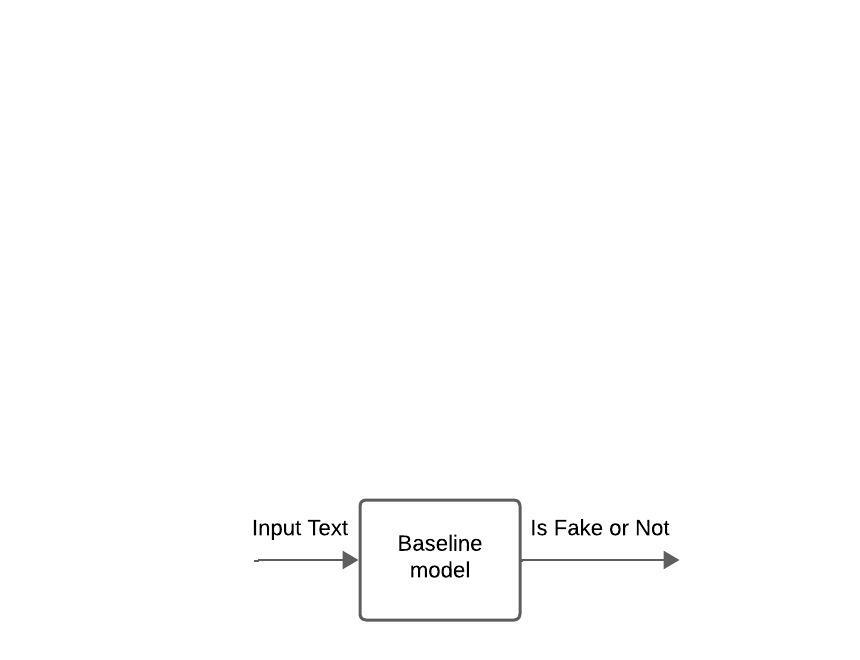 Input Text
Baseline
model
Is Fake or Not